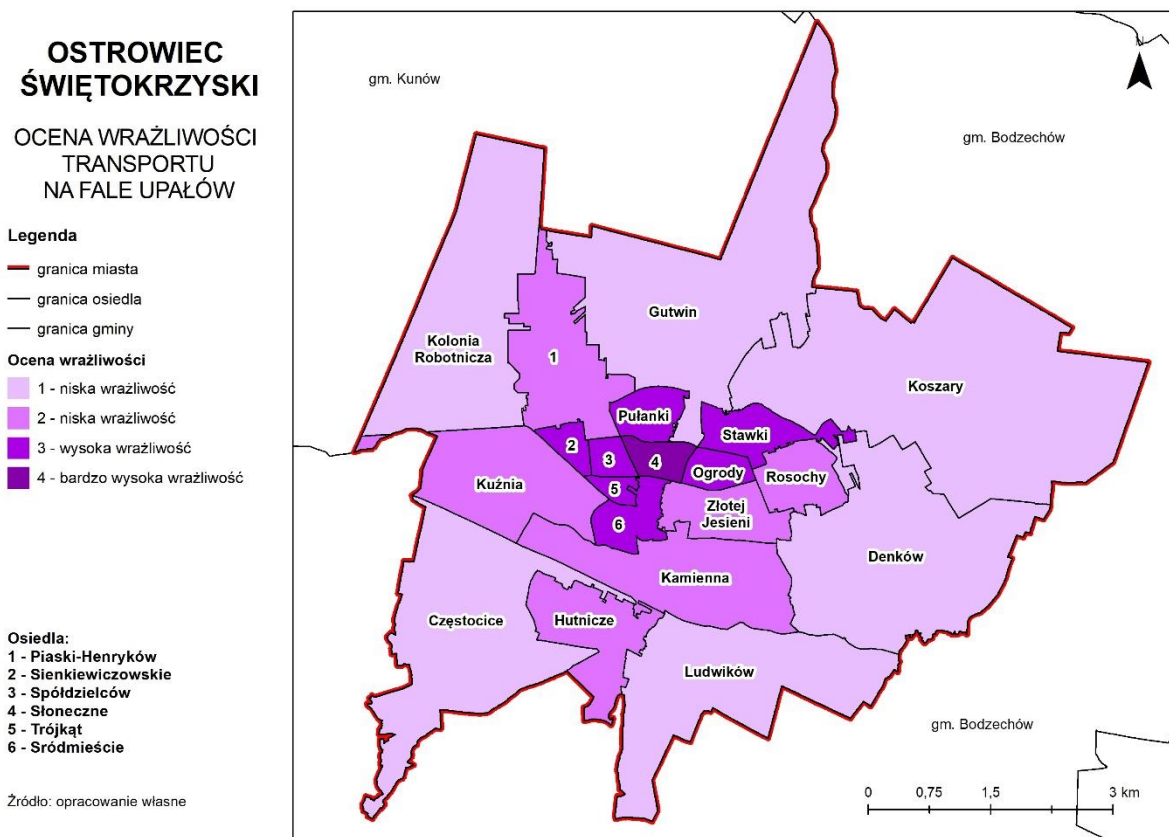 OSTROWIEC
ŚWIĘTOKRZYSKI
OCENA WRAŻLIWOŚCI
TRANSPORTU
NA FALE UPAŁÓW
Legenda
granica miasta
granica osiedla
granica gminy
Ocena wrażliwości
1 - niska wrażliwość
2 - niska wrażliwość
3 - wysoka wrażliwość
4 - bardzo wysoka wrażliwość
Osiedla:
1 - Piaski-Henryków
2 - Sienkiewiczowskie
3 - Spółdzielców
4 - Słoneczne
5 - Trójkąt
6 - Sródmieście
Źródło: opracowanie własne
gm. Kunów
gm. Bodzechów
N
Gutwin
Kolonia
Robotnicza
1
Koszary
Pułanki
Stawki
2
3
4
Ogrody
Rosochy
Kuźnia
5
Złotej
Jesieni
6
Denków
Kamienna
Częstocice
Hutnicze
Ludwików
gm. Bodzechów
0
0,75
1,5
3 km